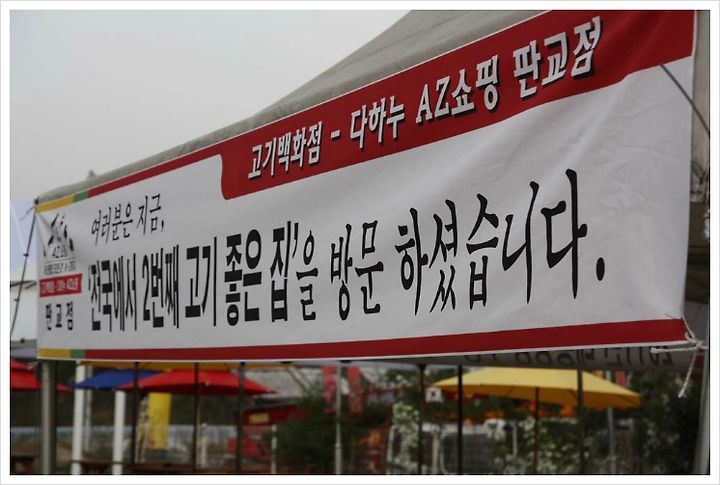 고기백화점 - 다하누 AZ쇼핑 판교점
여러분은 지금,
'전국에서 2번째 고기 좋은 집'을 방문 하셨습니다.
판교점